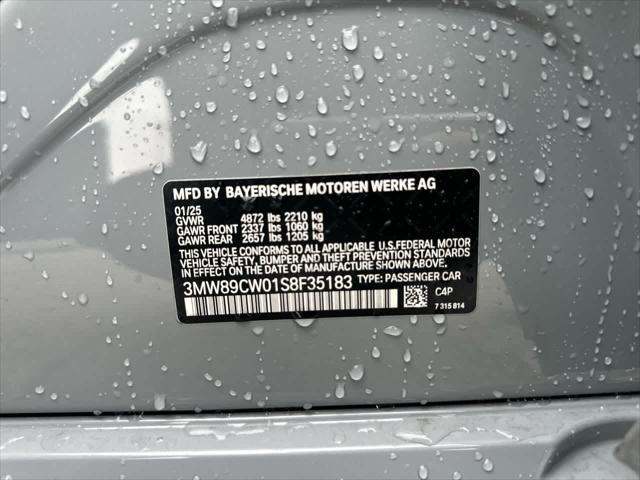 MFD BY BAYERISCHE MOTOREN WERKE AG
01/25
GVWR 4872 lbs 2210 kg
GAWR FRONT 2337 lbs 1060 kg
GAWR REAR 2657 lbs 1205 kg
THIS VEHICLE CONFORMS TO ALL APPLICABLE U.S.FEDERAL MOTOR
VEHICLE SAFETY, BUMPER AND THEFT PREVENTION STANDARDS
IN EFFECT ON THE DATE OF MANUFACTURE SHOWN ABOVE.
3MW89CW01S8F35183 TYPE: PASSENGER CAR
C4P
7 315 814